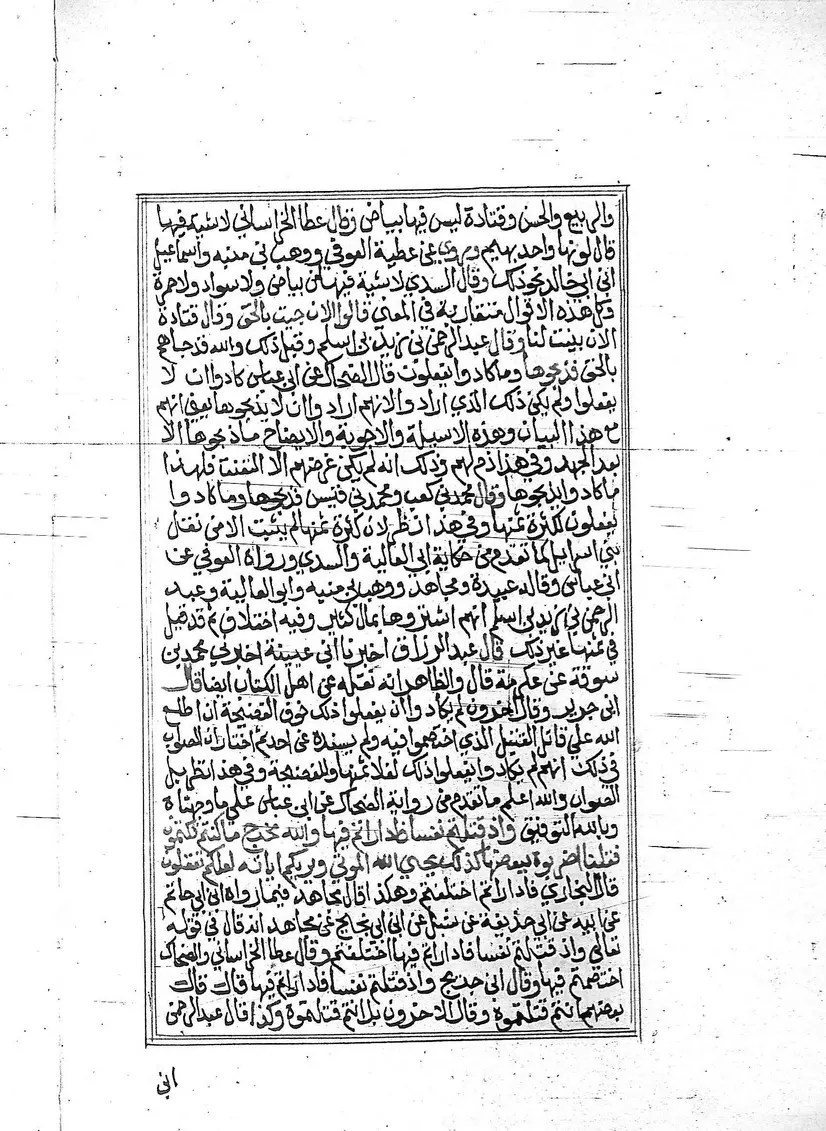 والربيع والحسن وقتادة ليس فيها بياض وقال عطا الخراساني لاشية فيها
قال لونها واحد بهيم وروي عن عطية العوفي ووهب بن منبه واسماعيل
ابن ابي خالد نحو ذلك وقال السدي لاشية فيها من بياض ولا سواد ولا حمرة
وكل هذه الاقوال متقاربة في المعنى قالوا الان جيت بالحق وقال قتادة
الان بينت لنا وقال عبد الرحمن بن زيد بن اسلم وقيل ذلك والله قد جاهم
بالحق فذبحوها وما كادوا يفعلون قال الضحاك عن ابن عباس كادوا ان لا
يفعلوا ولم يكن ذلك الذي ارادوا لانهم ارادوا ان لا يذبحوها يعني انهم
مع هذا البيان وهذه الاسيلة والاجوبة والايضاح ما ذبحوها الا
بعد الجهد وفي هذا ذم لهم وذلك انه لم يكن غرضهم الا التعنت فلهذا
ما كادوا يذبحوها وقال محمد بن كعب ومحمد بن قيس فذبحوها وما كادوا
يفعلون لكثرة ثمنها وفي هذا نظر لان كثرة ثمنها لم يثبت الا من نقل
بني اسرايل كما تقدم من حكاية ابي العالية والسدي ورواه العوفي عن
ابن عباس وقاله عبيدة ومجاهد ووهب بن منبه وابو العالية وعبد
الرحمن بن زيد بن اسلم انهم اشتروها بمال كثير وفيه اختلاف ثم قد قيل
في ثمنها غير ذلك قال عبد الرزاق اخبرنا ابن عيينة اخبرني محمد بن
سوقة عن عكرمة قال والظاهر انه نقله عن اهل الكتاب ايضا قال
ابن جرير وقال اخرون لم يكادوا ان يفعلوا ذلك خوف الفضيحة ان اطلع
الله على قاتل القتيل الذي اختصموا فيه ولم يسنده عن احد ثم اختار ان الصواب
في ذلك انهم لم يكادوا يفعلوا ذلك لغلا ثمنها وللفضيحة وفي هذا نظر بل
الصواب والله اعلم ما تقدم من رواية الضحاك عن ابن عباس على ما وجهناه
وبالله التوفيق واذ قتلتم نفسا فادارأتم فيها والله مخرج ما كنتم تكتمون
فقلنا اضربوه ببعضها كذلك يحيي الله الموتى ويريكم اياته لعلكم تعقلون
قال البخاري فادارأتم اختلفتم وهكذا قال مجاهد فيما رواه ابن ابي حاتم
عن ابيه عن ابي حذيفة عن شبل عن ابن ابي نجيح عن مجاهد انه قال في قوله
تعالى واذ قتلتم نفسا فادارأتم فيها اختلفتم وقال عطا الخراساني والضحاك
اختصمتم فيها وقال ابن جريج واذ قتلتم نفسا فادارأتم فيها قال قال
بعضهم انتم قتلتموه وقال الاخرون بل انتم قتلتموه وكذا قال عبد الرحمن
ابن